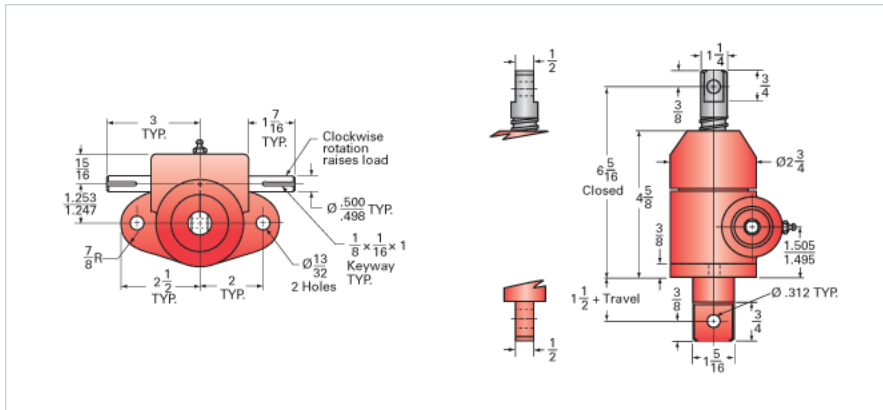 3
TYP.
1 7/16
TYP.
Clockwise
rotation
raises load
15/16
1.253
1.247
Ø .500/.498 TYP.
7/8 R
2 1/2
TYP.
2
TYP.
Ø 13/32
2 Holes
1/8 × 1/16 × 1
Keyway
TYP.
1/2
1/2
1 1/4
3/4
3/8
6 5/16
Closed
4 5/8
Ø2 3/4
3/8
1.505
1.495
1 1/2 + Travel
3/8
Ø .312 TYP.
3/4
1 5/16